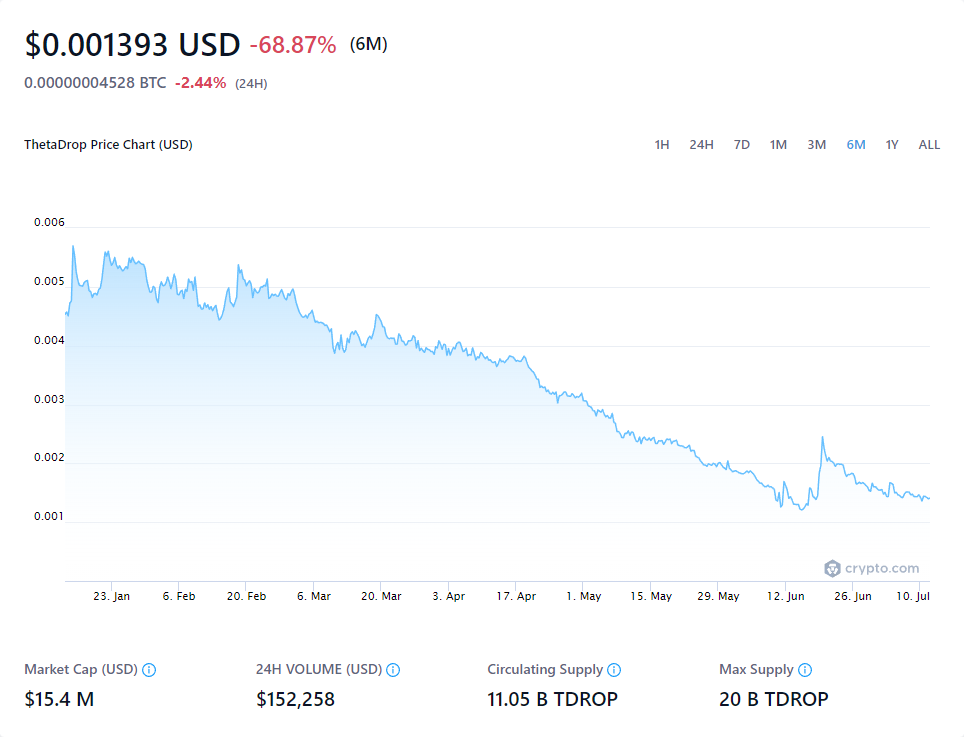 $0.001393 USD -68.87% (6M)
0.00000004528 BTC -2.44% (24H)
ThetaDrop Price Chart (USD) 1H 24H 7D 1M 3M 6M 1Y ALL
0.006
0.005
0.004
0.003
0.002
0.001
crypto.com
23. Jan 6. Feb 20. Feb 6. Mar 20. Mar 3. Apr 17. Apr 1. May 15. May 29. May 12. Jun 26. Jun 10. Jul
Market Cap (USD) 24H VOLUME (USD) Circulating Supply Max Supply
$15.4 M $152,258 11.05 B TDROP 20 B TDROP